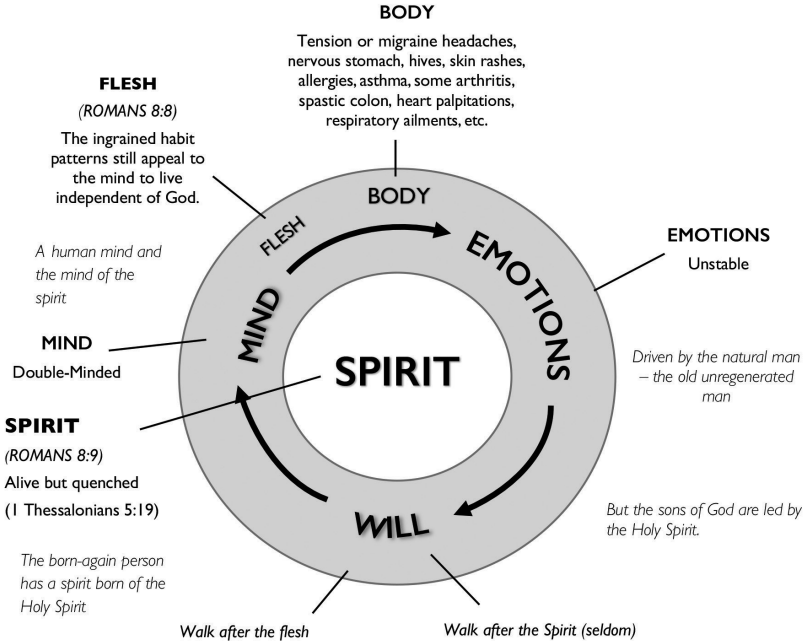 BODY
Tension or migraine headaches,
nervous stomach, hives, skin rashes,
allergies, asthma, some arthritis,
spastic colon, heart palpitations,
respiratory ailments, etc.
FLESH
(ROMANS 8:8)
The ingrained habit
patterns still appeal to
the mind to live
independent of God.
A human mind and
the mind of the
spirit
MIND
Double-Minded
SPIRIT
(ROMANS 8:9)
Alive but quenched
(1 Thessalonians 5:19)
The born-again person
has a spirit born of the
Holy Spirit
BODY
FLESH
MIND
EMOTIONS
SPIRIT
WILL
EMOTIONS
Unstable
Driven by the natural man
– the old unregenerated
man
But the sons of God are led by
the Holy Spirit.
Walk after the flesh
Walk after the Spirit (seldom)